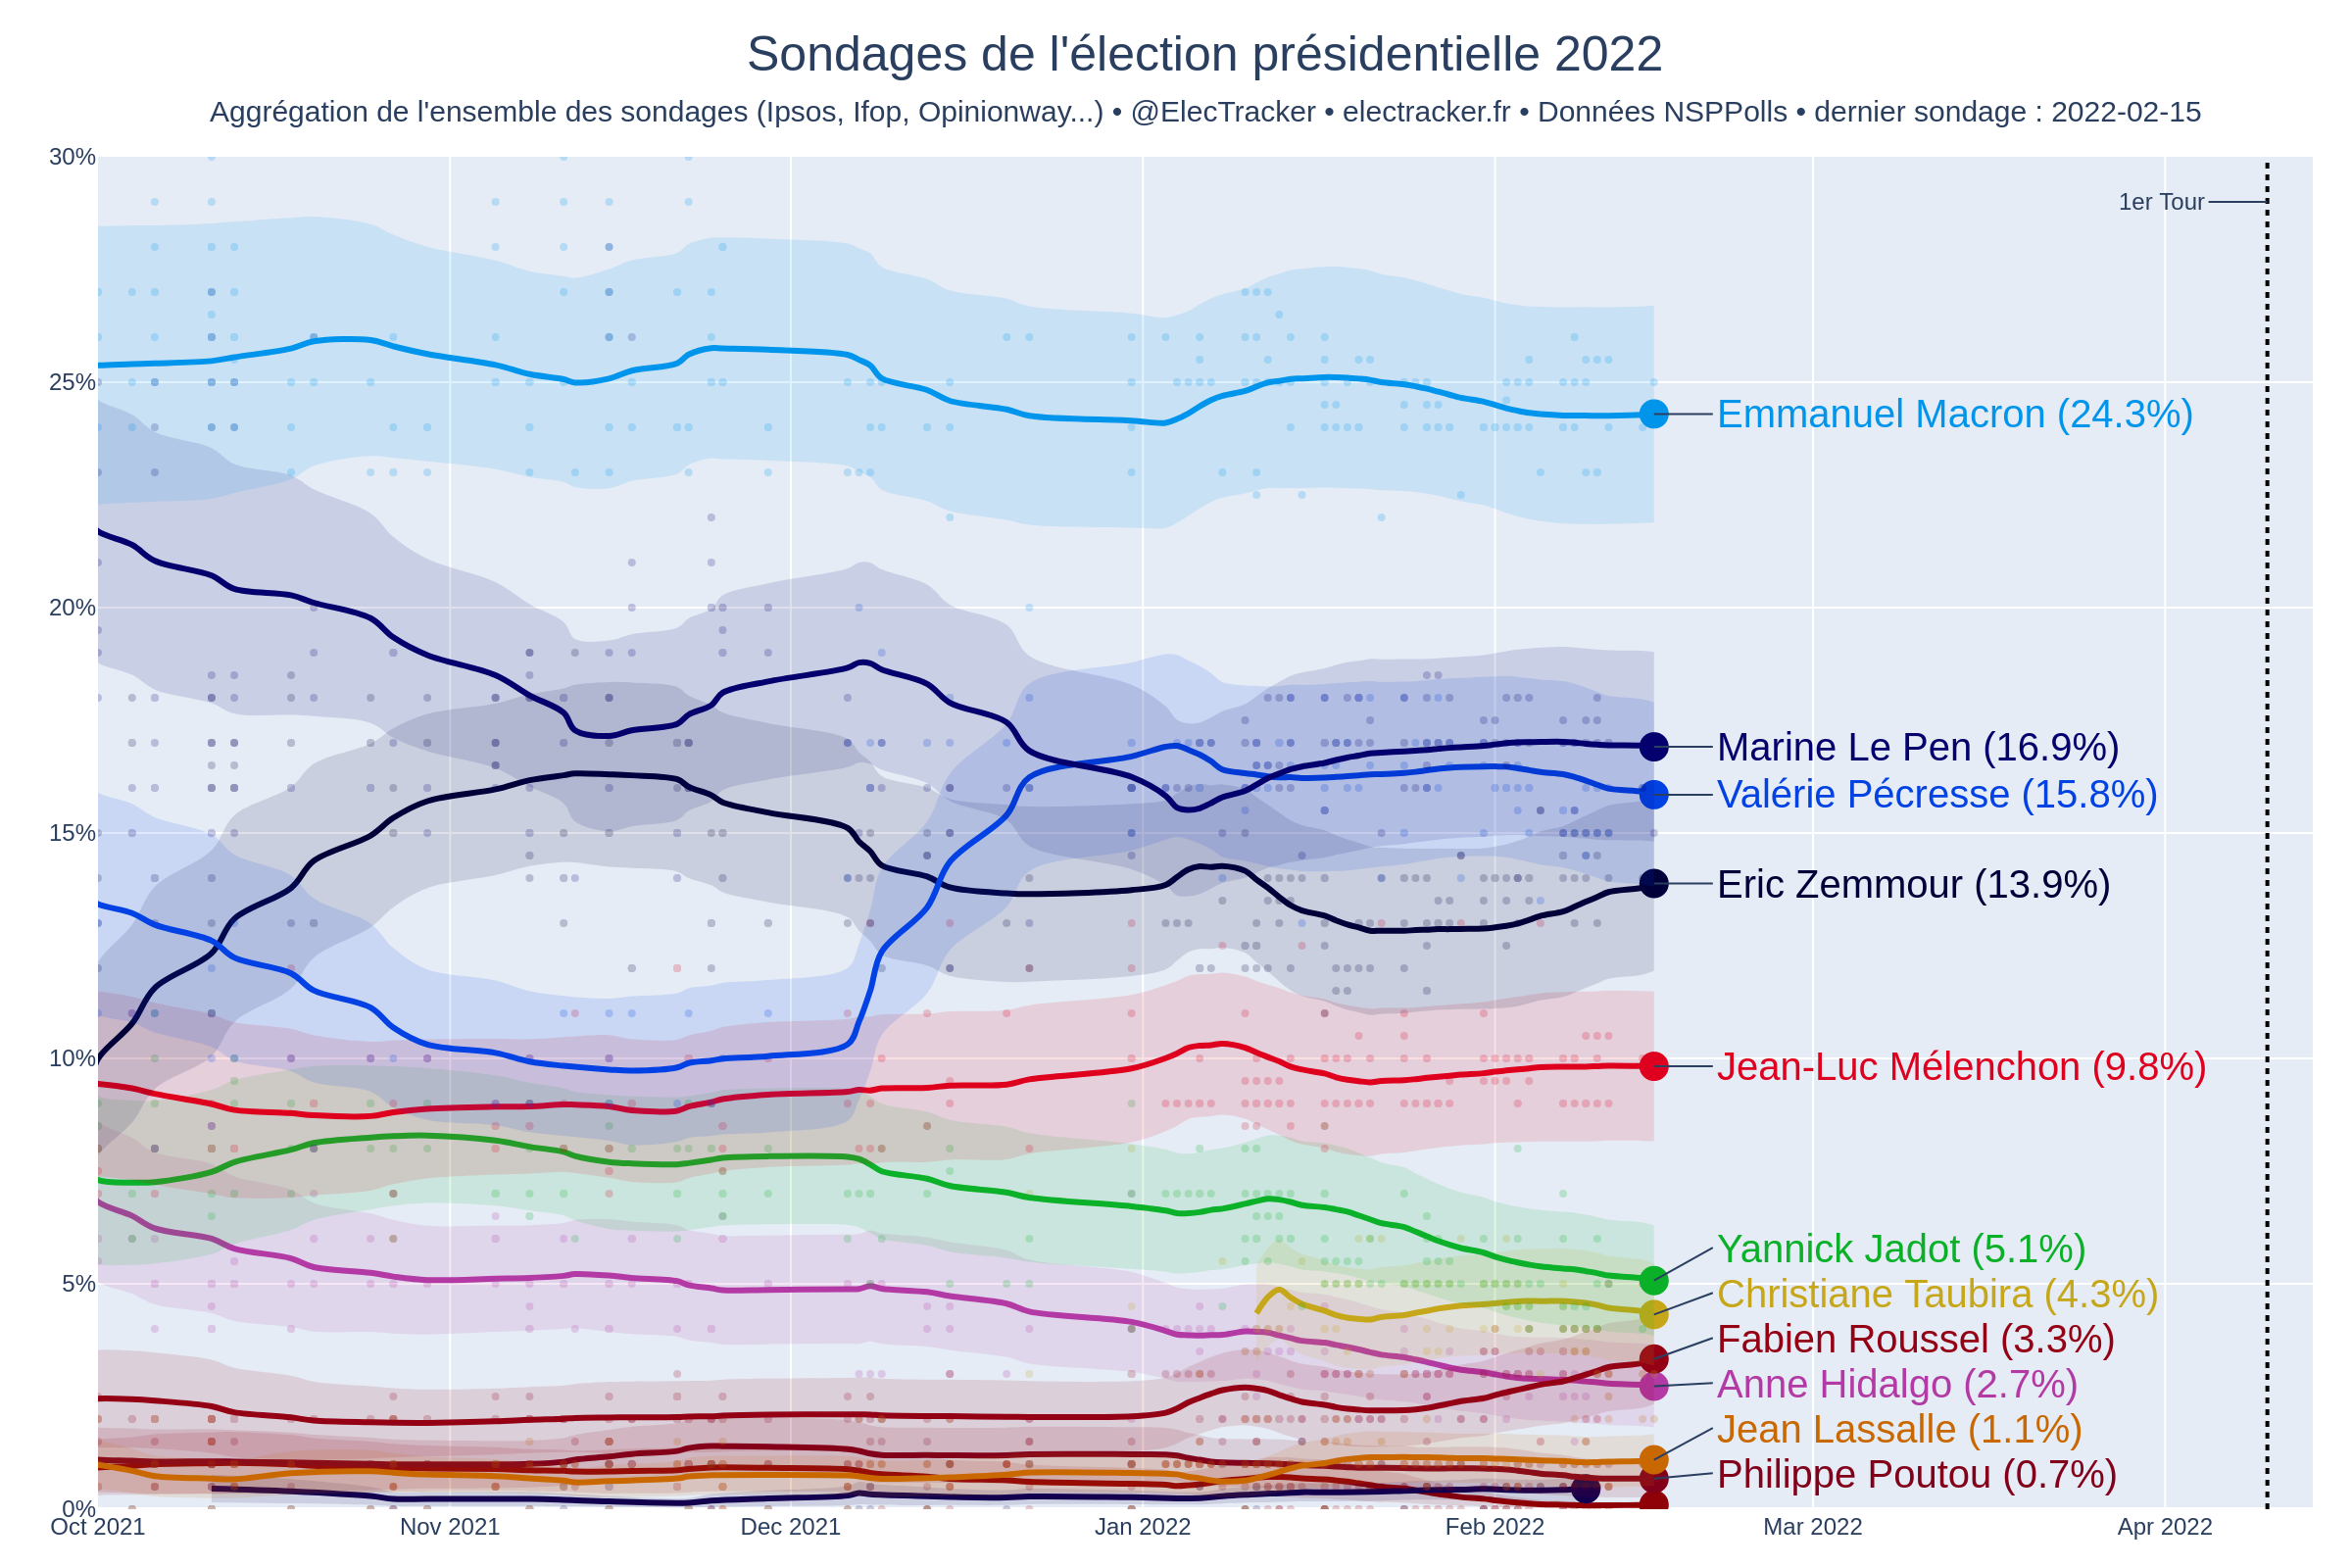 Sondages de l'élection présidentielle 2022
Aggrégation de l'ensemble des sondages (Ipsos, Ifop, Opinionway...) • @ElecTracker • electracker.fr • Données NSPPolls • dernier sondage : 2022-02-15
30%
1er Tour
25%
Emmanuel Macron (24.3%)
20%
Marine Le Pen (16.9%)
Valérie Pécresse (15.8%)
15%
Eric Zemmour (13.9%)
10%
Jean-Luc Mélenchon (9.8%)
Yannick Jadot (5.1%)
5%
Christiane Taubira (4.3%)
Fabien Roussel (3.3%)
Anne Hidalgo (2.7%)
Jean Lassalle (1.1%)
Philippe Poutou (0.7%)
0%
Oct 2021 Nov 2021 Dec 2021 Jan 2022 Feb 2022 Mar 2022 Apr 2022